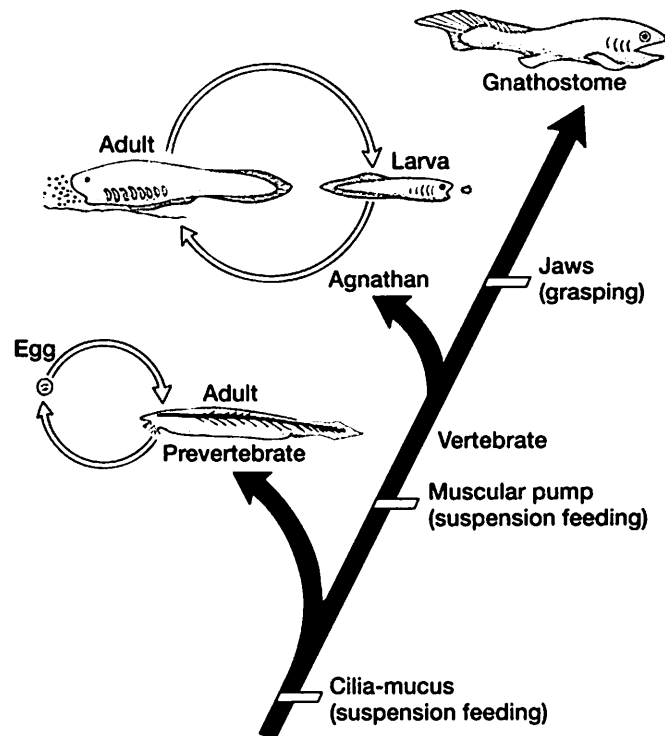 Gnathostome
Adult
Larva
Agnathan
Jaws
(grasping)
Egg
Adult
Prevertebrate
Vertebrate
Muscular pump
(suspension feeding)
Cilia-mucus
(suspension feeding)